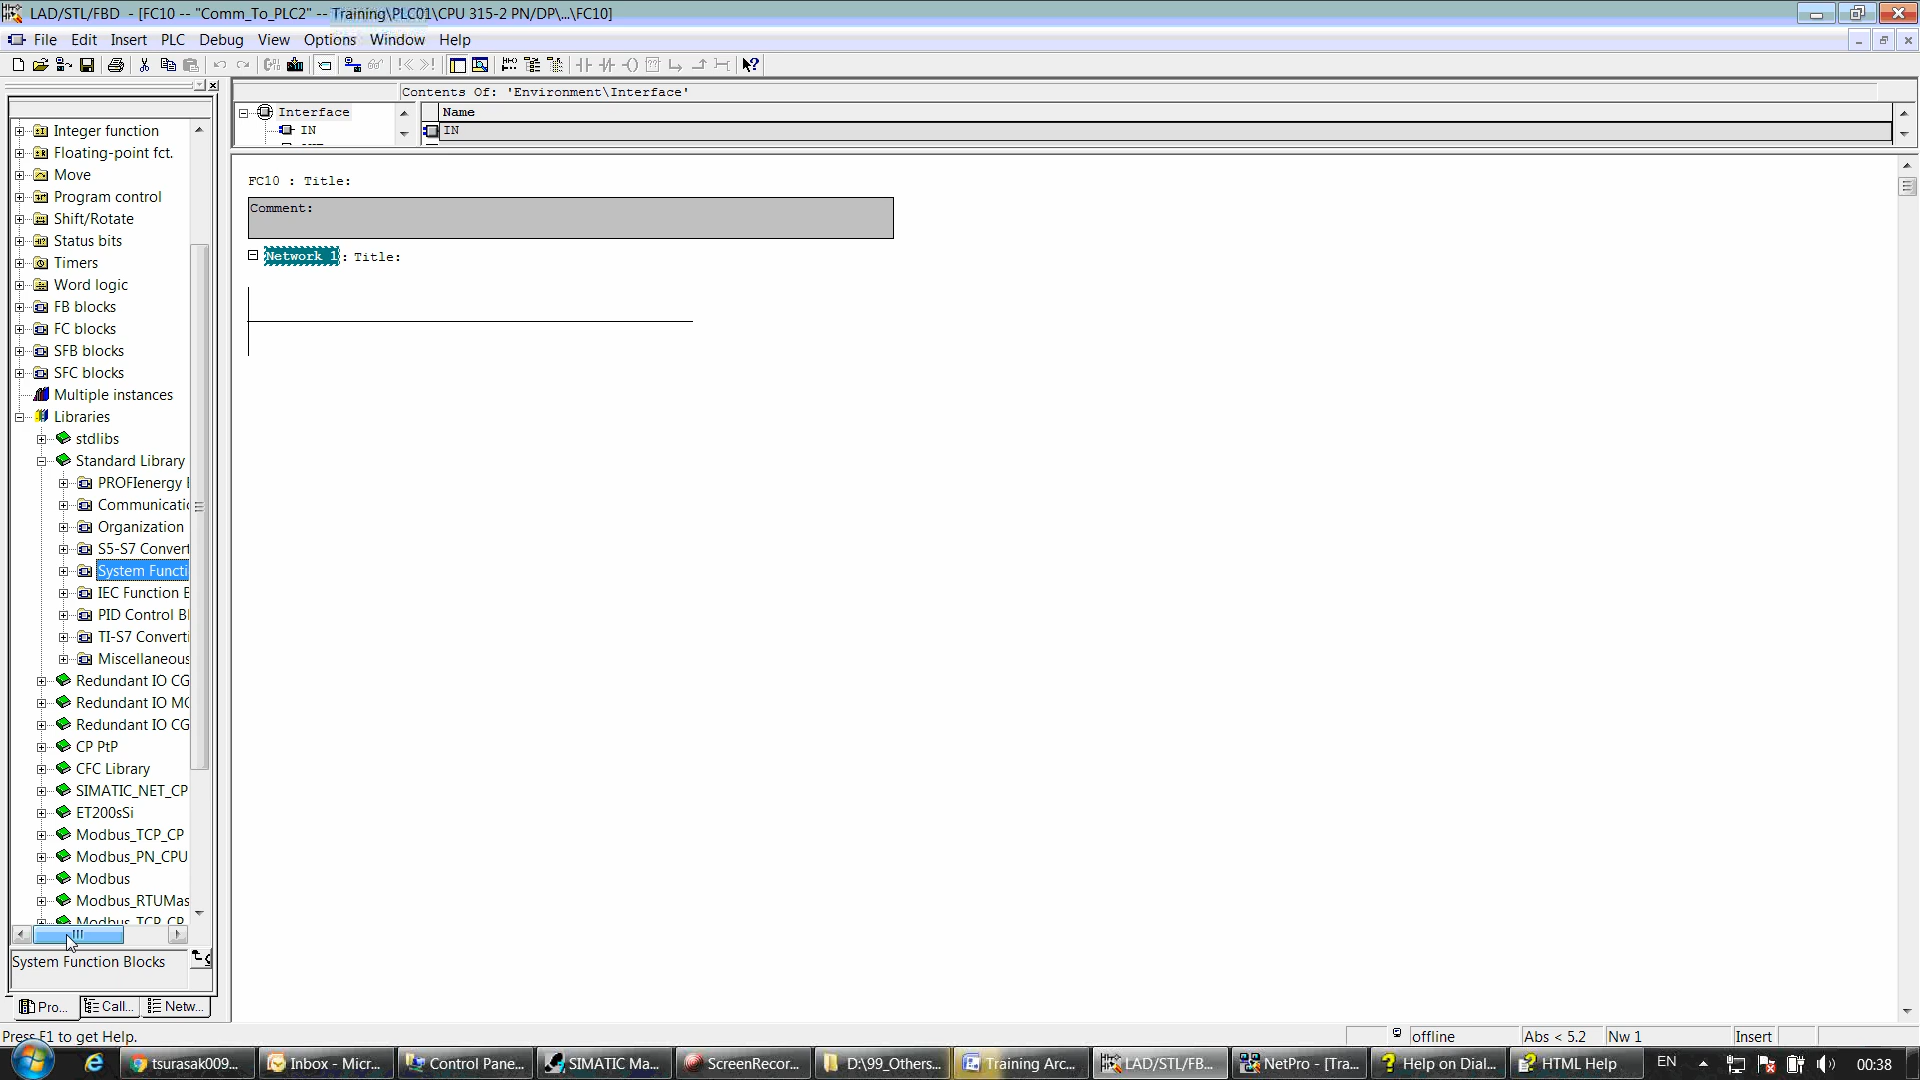 LAD/STL/FBD - [FC10 -- "Comm_To_PLC2" -- Training\PLC01\CPU 315-2 PN/DP\...\FC10]
File Edit Insert PLC Debug View Options Window Help
Contents Of: 'Environment\Interface'
Interface
IN
Name
IN
Integer function
Floating-point fct.
Move
Program control
Shift/Rotate
Status bits
Timers
Word logic
FB blocks
FC blocks
SFB blocks
SFC blocks
Multiple instances
Libraries
stdlibs
Standard Library
PROFIenergy
Communicatio
Organization
S5-S7 Convert
System Functi
IEC Function B
PID Control Bl
TI-S7 Converti
Miscellaneous
Redundant IO CG
Redundant IO MC
Redundant IO CG
CP PtP
CFC Library
SIMATIC_NET_CP
ET200sSi
Modbus_TCP_CP
Modbus_PN_CPU
Modbus
Modbus_RTUMas
Modbus_TCP_CP
System Function Blocks
Pro... Call... Netw...
FC10 : Title:
Comment:
Network 1: Title:
Press F1 to get Help.
offline Abs < 5.2 Nw 1 Insert
tsurasak009... Inbox - Micr... Control Pane... SIMATIC Ma... ScreenRecor... D:\99_Others... Training Arc... LAD/STL/FB... NetPro - [Tra... Help on Dial... HTML Help EN 00:38